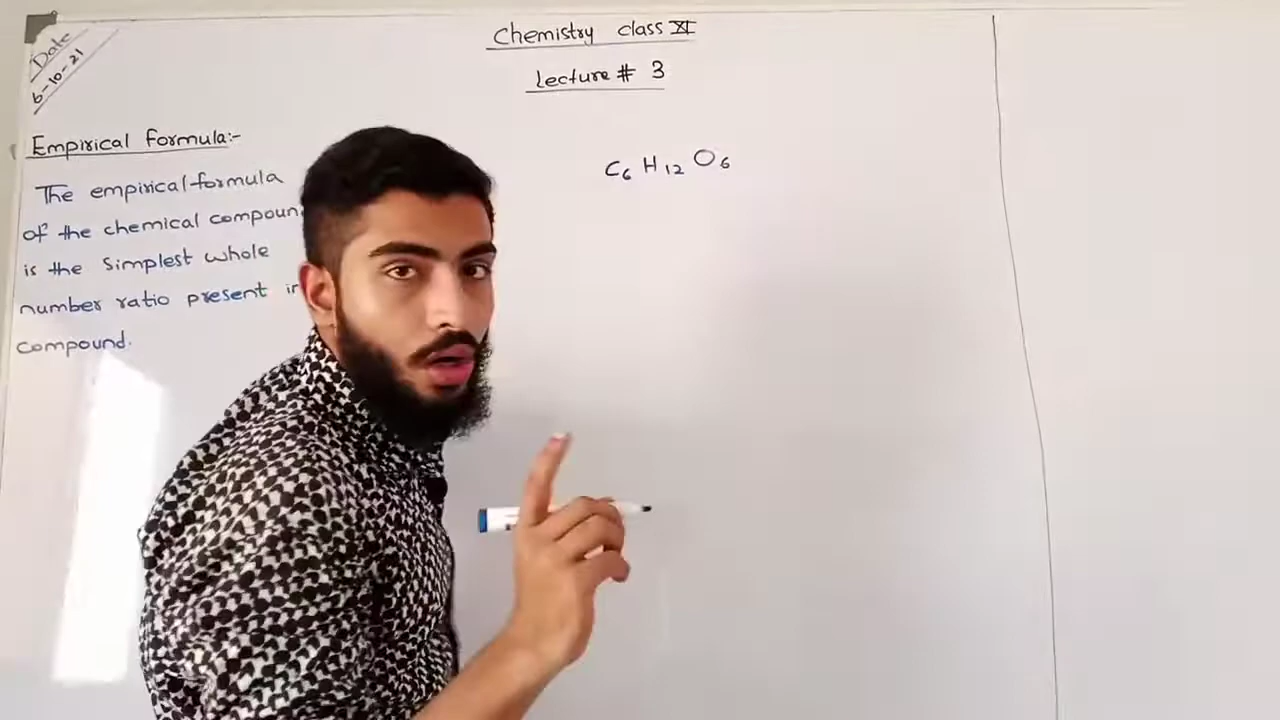 Date
6-10-21
Chemistry class XI
Lecture # 3
Empirical formula:-
The empirical formula
of the chemical compoun
is the simplest whole
number ratio present in
compound.
C6 H12 O6